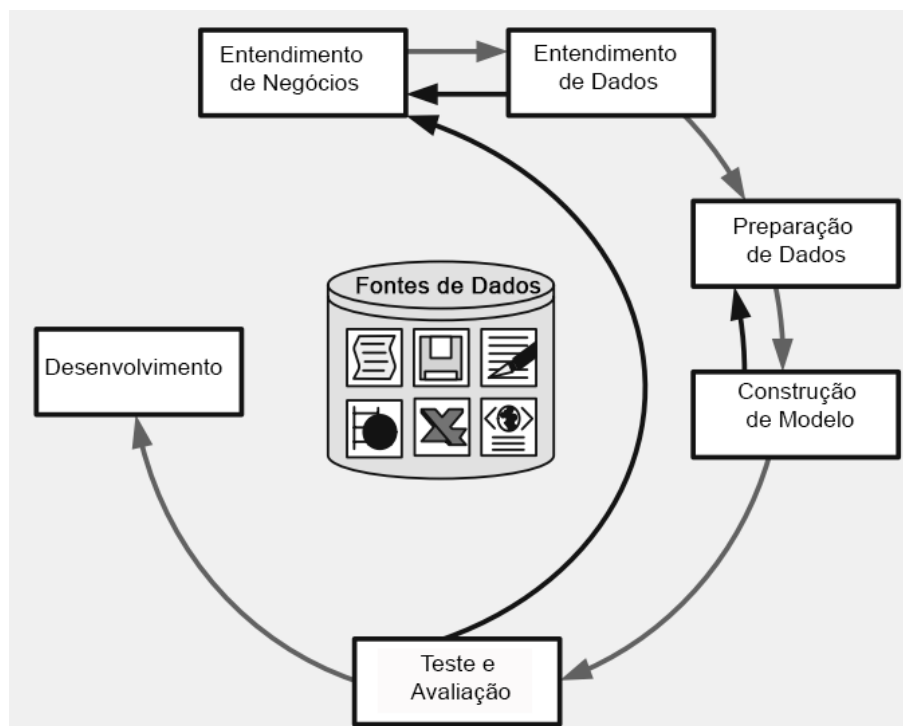 Entendimento
de Negócios
Entendimento
de Dados
Preparação
de Dados
Fontes de Dados
Desenvolvimento
Construção
de Modelo
Teste e
Avaliação